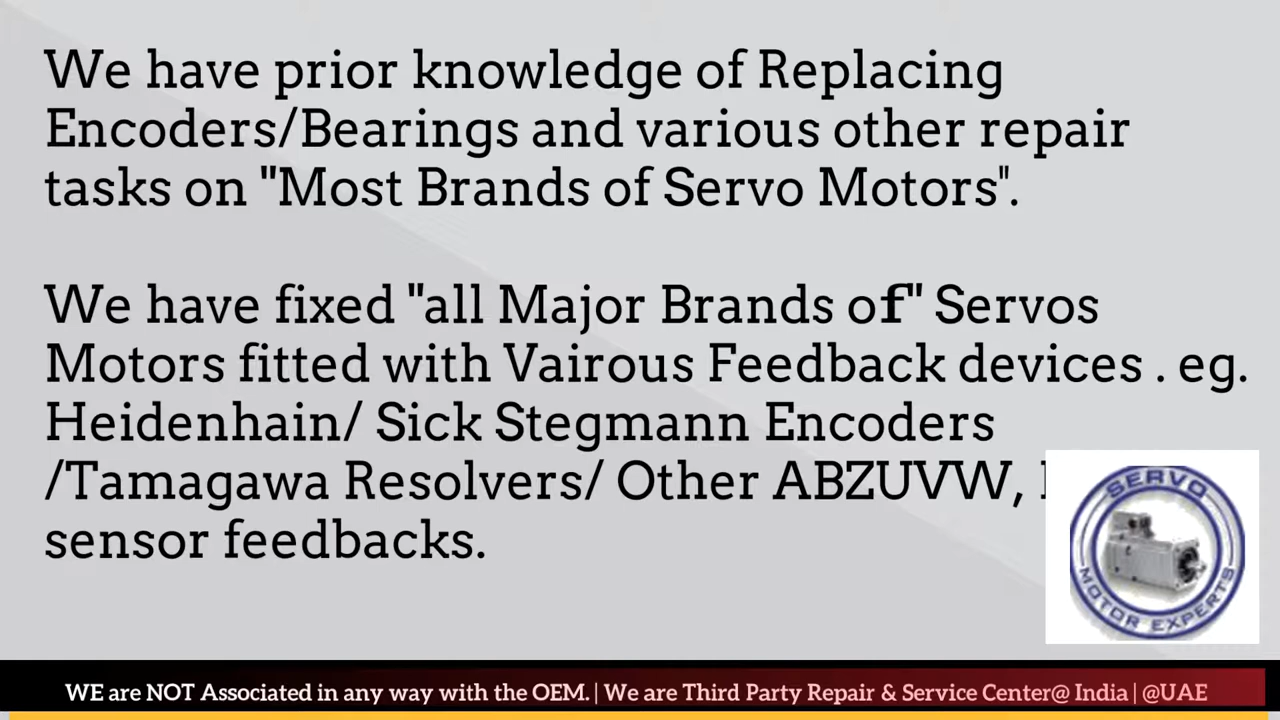 We have prior knowledge of Replacing
Encoders/Bearings and various other repair
tasks on "Most Brands of Servo Motors".
We have fixed "all Major Brands of" Servos
Motors fitted with Vairous Feedback devices . eg.
Heidenhain/ Sick Stegmann Encoders
/Tamagawa Resolvers/ Other ABZUVW,
sensor feedbacks.
SERVO
MOTOR EXPERTS
WE are NOT Associated in any way with the OEM. | We are Third Party Repair & Service Center@ India | @UAE